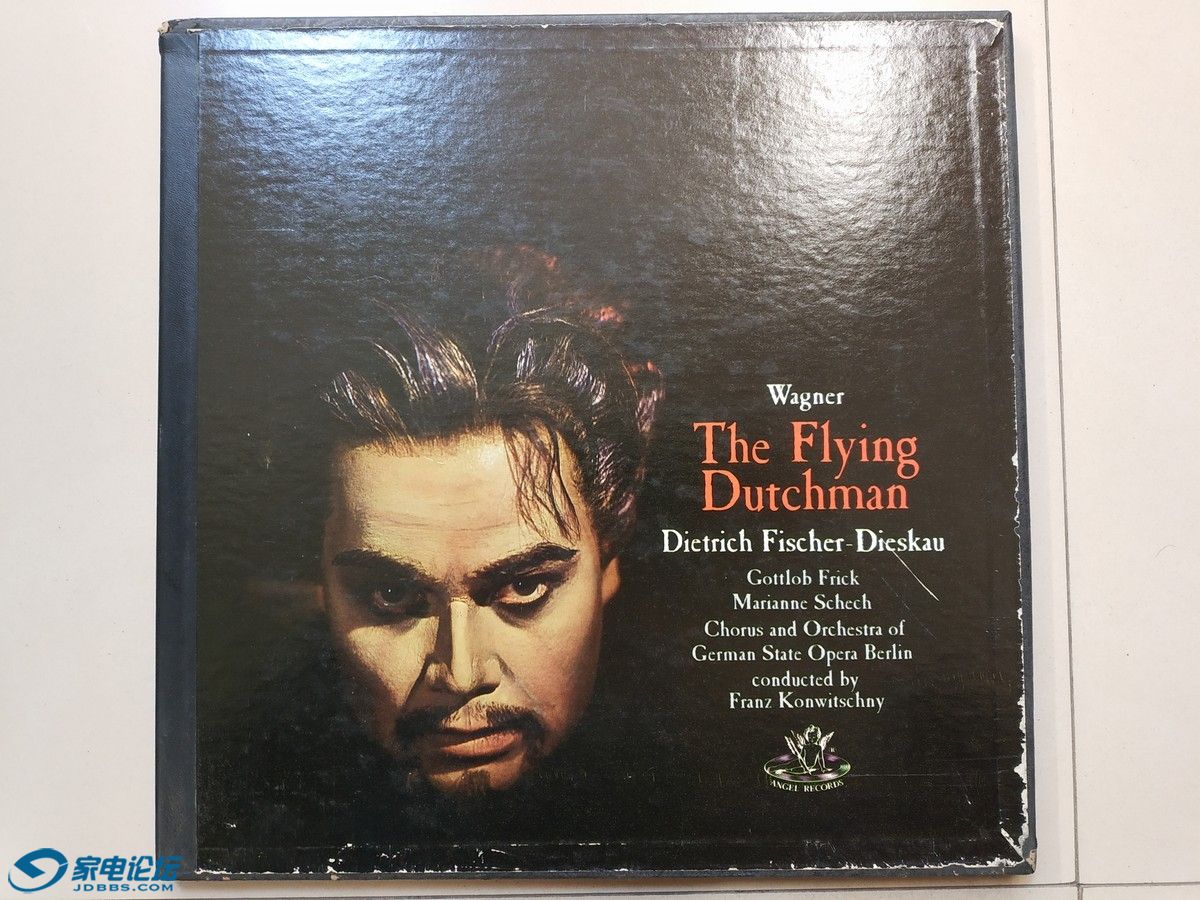 Wagner
The Flying
Dutchman
Dietrich Fischer-Dieskau
Gottlob Frick
Marianne Schech
Chorus and Orchestra of
German State Opera Berlin
conducted by
Franz Konwitschny
®
ANGEL RECORDS
家电论坛
JDBBS.COM